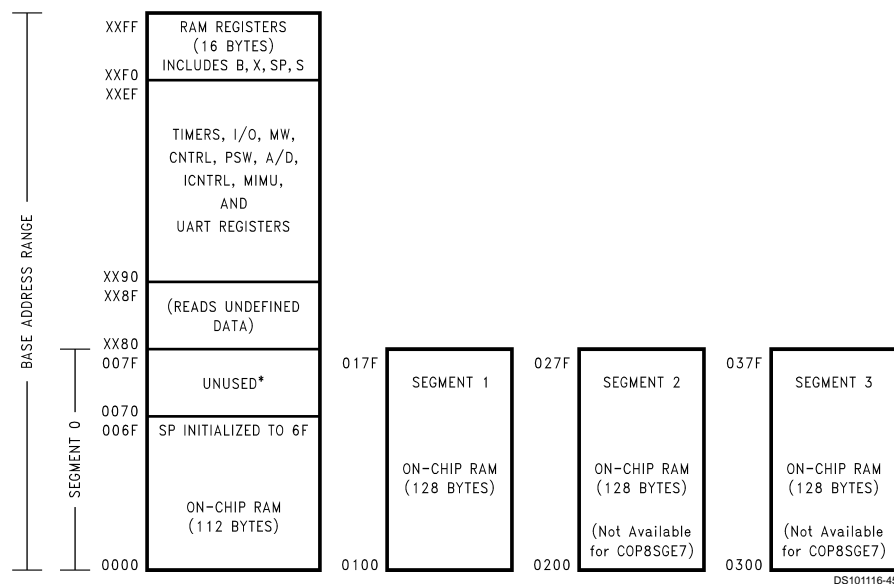 BASE ADDRESS RANGE
SEGMENT 0
XXFF
RAM REGISTERS
(16 BYTES)
INCLUDES B, X, SP, S
XXF0
XXEF
TIMERS, I/O, MW,
CNTRL, PSW, A/D,
ICNTRL, MIMU,
AND
UART REGISTERS
XX90
XX8F
(READS UNDEFINED
DATA)
XX80
007F
UNUSED*
0070
006F
SP INITIALIZED TO 6F
ON-CHIP RAM
(112 BYTES)
0000
017F
SEGMENT 1
ON-CHIP RAM
(128 BYTES)
0100
027F
SEGMENT 2
ON-CHIP RAM
(128 BYTES)
(Not Available
for COP8SGE7)
0200
037F
SEGMENT 3
ON-CHIP RAM
(128 BYTES)
(Not Available
for COP8SGE7)
0300